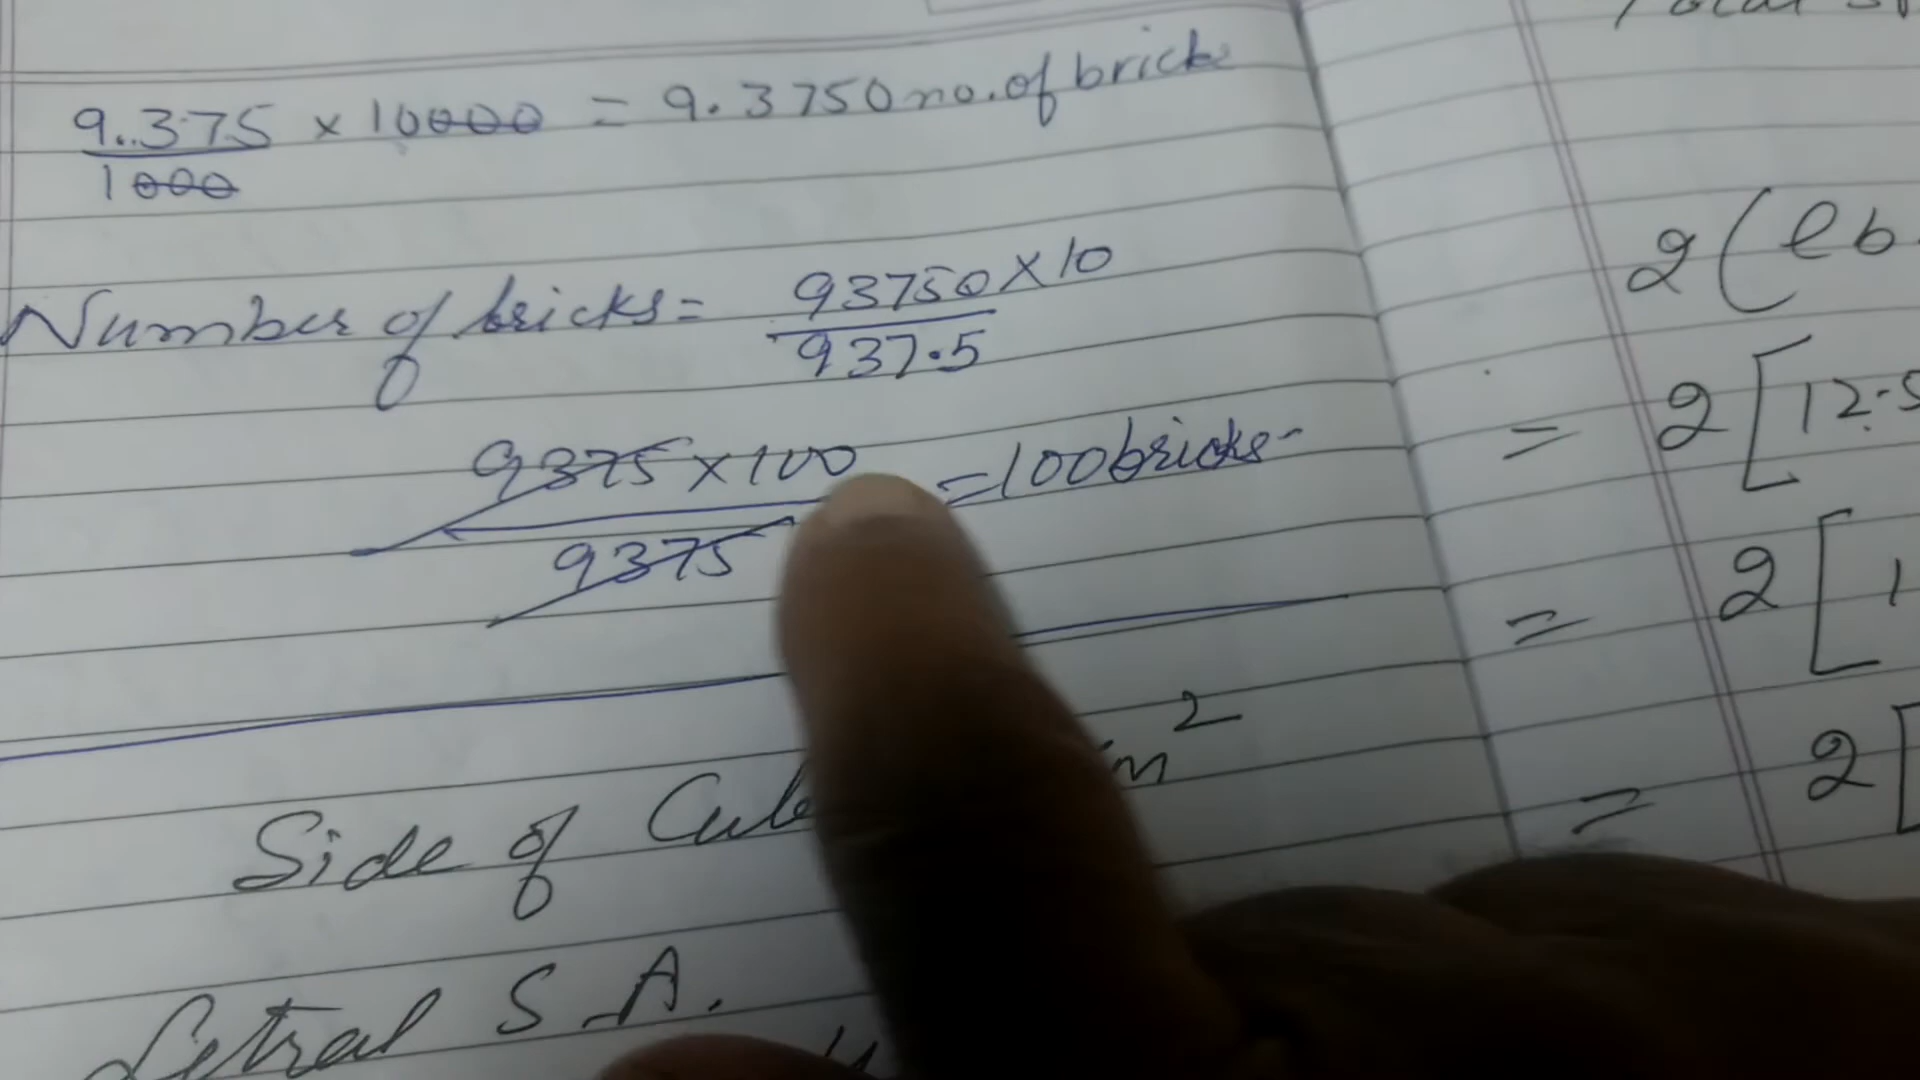 9.375/1000 × 10000 = 9.3750 no. of bricks
Number of bricks = 93750 × 10 / 937.5
9375 × 100 / 9375 = 100 bricks
Side of m²
Letral S.A.
2(lb
= 2[12.5
= 2[1
= 2[